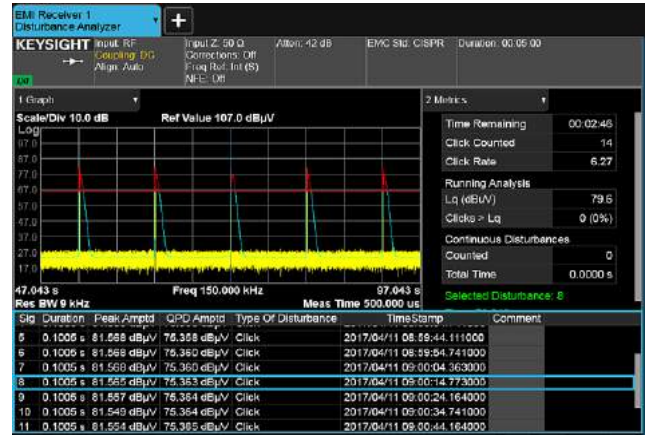 EMI Receiver 1
Disturbance Analyzer
+
KEYSIGHT
Input: RF
Coupling: DC
Align: Auto
Input Z: 50 Ω
Corrections: Off
Freq Ref: Int (S)
NFE: Off
Atten: 42 dB
EMC Std: CISPR
Duration: 00:05:00
1 Graph
Scale/Div 10.0 dB
Ref Value 107.0 dBµV
Log
97.0
87.0
77.0
67.0
57.0
47.0
37.0
27.0
17.0
47.043 s
Freq 150.000 kHz
97.043 s
Res BW 9 kHz
Meas Time 500.000 us
2 Metrics
Time Remaining 00:02:46
Click Counted 14
Click Rate 6.27
Running Analysis
Lq (dBuV) 79.6
Clicks > Lq 0 (0%)
Continuous Disturbances
Counted 0
Total Time 0.0000 s
Selected Disturbance: 8
Sig Duration Peak Amptd QPD Amptd Type Of Disturbance TimeStamp Comment
5 0.1005 s 81.568 dBµV 75.358 dBµV Click 2017/04/11 08:59:44.111000
6 0.1005 s 81.568 dBµV 75.360 dBµV Click 2017/04/11 08:59:54.741000
7 0.1005 s 81.568 dBµV 75.360 dBµV Click 2017/04/11 09:00:04.363000
8 0.1005 s 81.565 dBµV 75.363 dBµV Click 2017/04/11 09:00:14.773000
9 0.1005 s 81.557 dBµV 75.364 dBµV Click 2017/04/11 09:00:24.164000
10 0.1005 s 81.549 dBµV 75.364 dBµV Click 2017/04/11 09:00:34.741000
11 0.1005 s 81.554 dBµV 75.365 dBµV Click 2017/04/11 09:00:44.164000